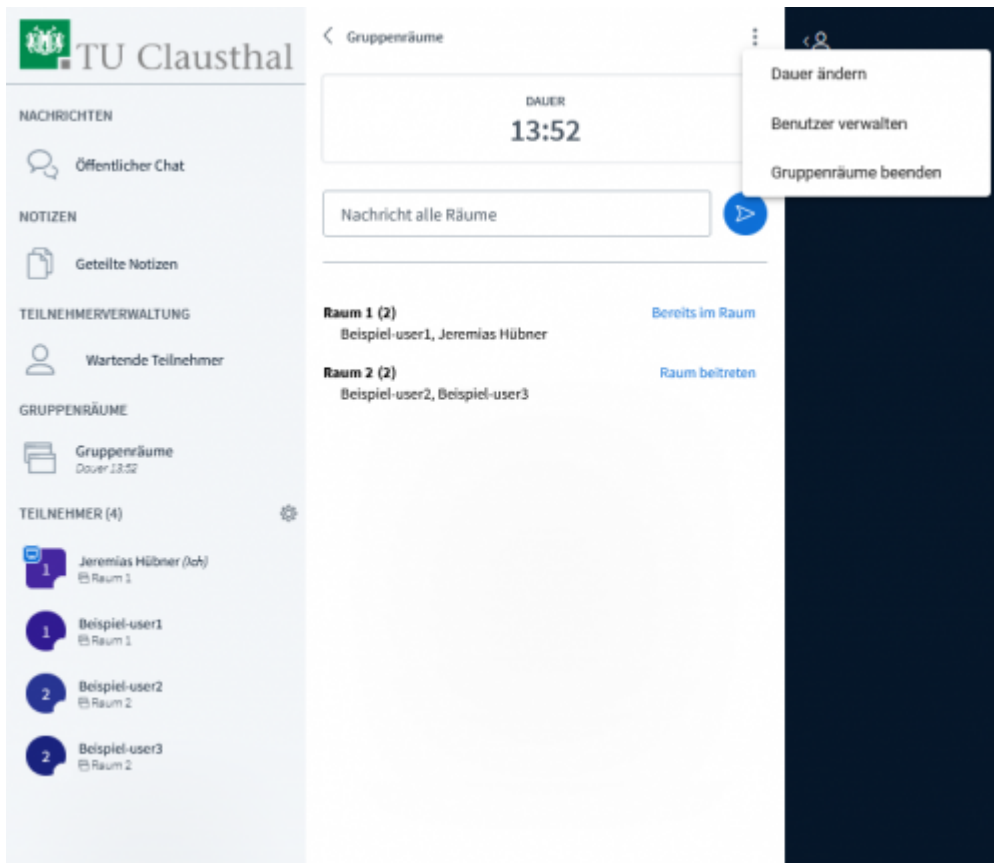 TU Clausthal
NACHRICHTEN
Öffentlicher Chat
NOTIZEN
Geteilte Notizen
TEILNEHMERVERWALTUNG
Wartende Teilnehmer
GRUPPENRÄUME
Gruppenräume
Dauer 13:52
TEILNEHMER (4)
1
Jeremias Hübner (Ich)
Raum 1
1
Beispiel-user1
Raum 1
2
Beispiel-user2
Raum 2
2
Beispiel-user3
Raum 2
Gruppenräume
DAUER
13:52
Nachricht alle Räume
Raum 1 (2) Bereits im Raum
Beispiel-user1, Jeremias Hübner
Raum 2 (2) Raum beitreten
Beispiel-user2, Beispiel-user3
Dauer ändern
Benutzer verwalten
Gruppenräume beenden